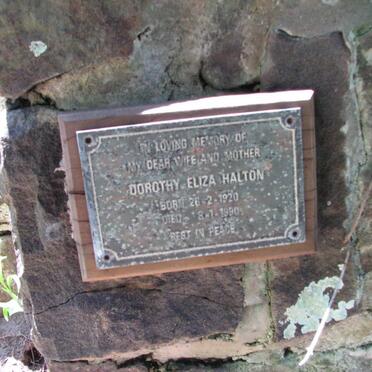 IN LOVING MEMORY OF
MY DEAR WIFE AND MOTHER
DOROTHY ELIZA HALTON
BORN 26-2-1920
DIED 8-1-1990
REST IN PEACE